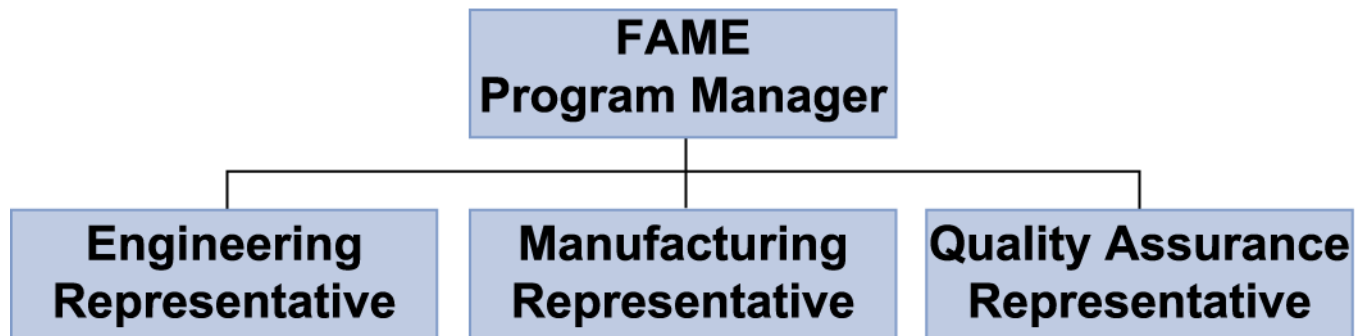 FAME
Program Manager
Engineering
Representative
Manufacturing
Representative
Quality Assurance
Representative